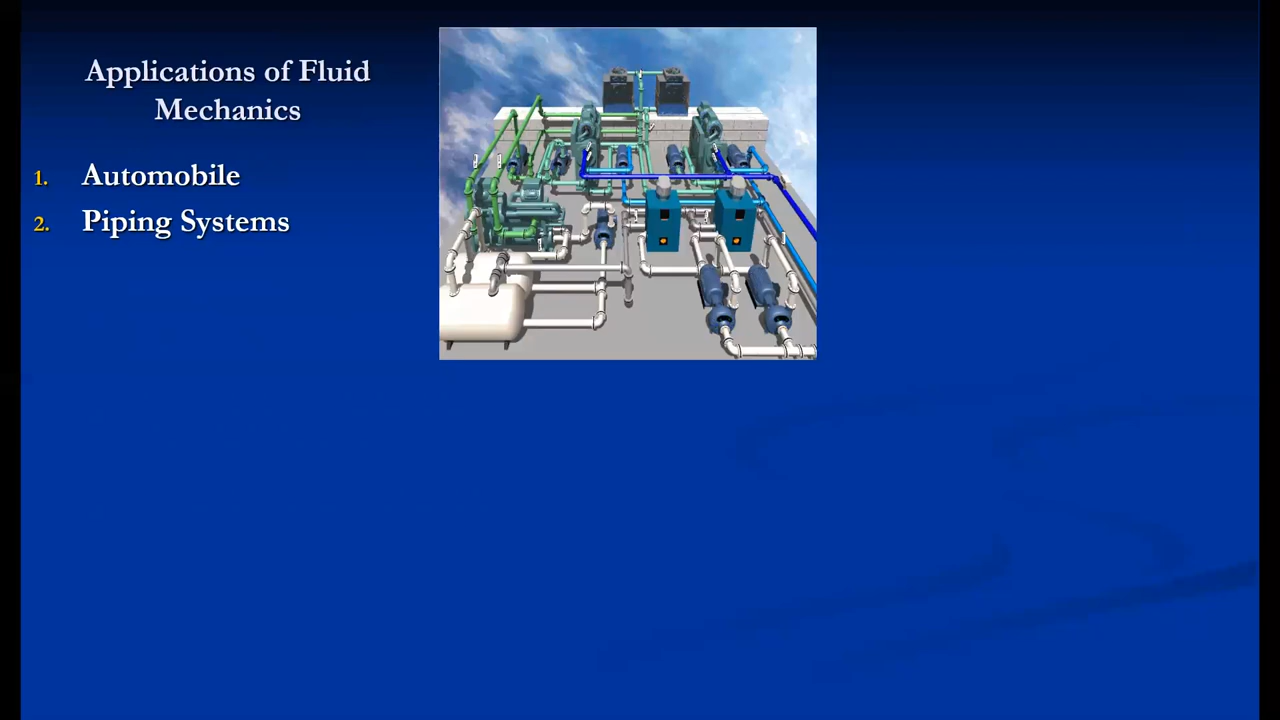 Applications of Fluid
Mechanics
1. Automobile
2. Piping Systems